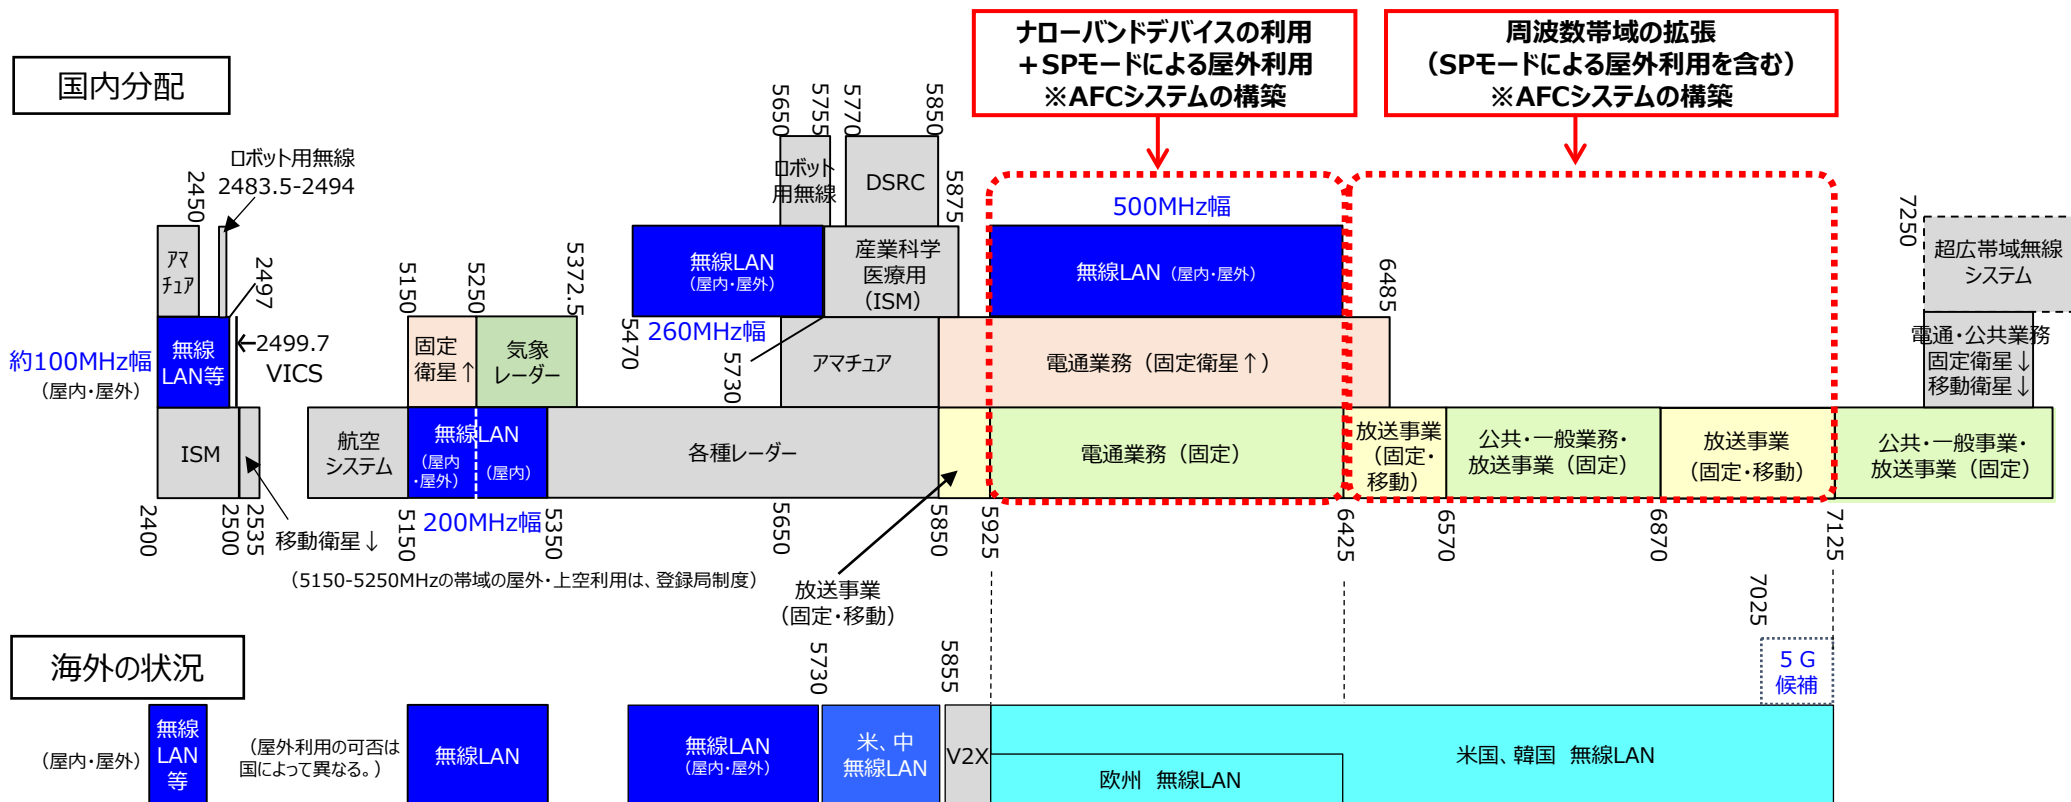 ナローバンドデバイスの利用
+SPモードによる屋外利用
※AFCシステムの構築
周波数帯域の拡張
(SPモードによる屋外利用を含む)
※AFCシステムの構築
国内分配
5650
5755
5770
5850
ロボット用無線
2483.5-2494
2450
ロボット
用無線
DSRC
5875
500MHz幅
7250
アマ
チュア
2497
5150
5250
5372.5
無線LAN
(屋内・屋外)
産業科学
医療用
(ISM)
無線LAN(屋内・屋外)
6485
超広帯域無線
システム
約100MHz幅
(屋内・屋外)
無線
LAN等
←2499.7
VICS
固定
衛星↑
気象
レーダー
5470
260MHz幅
5730
アマチュア
電通業務(固定衛星↑)
電通・公共業務
固定衛星↓
移動衛星↓
ISM
航空
システム
無線LAN
(屋内
・屋外)
(屋内)
各種レーダー
電通業務(固定)
放送事業
(固定・
移動)
公共・一般業務・
放送事業(固定)
放送事業
(固定・移動)
公共・一般事業・
放送事業(固定)
2400
2500
2535
移動衛星↓
5150
200MHz幅
5350
5650
5850
5925
6425
6570
6870
7125
(5150-5250MHzの帯域の屋外・上空利用は、登録局制度)
放送事業
(固定・移動)
7025
海外の状況
5730
5855
5G
候補
(屋内・屋外)
無線
LAN
等
(屋外利用の可否は
国によって異なる。)
無線LAN
無線LAN
(屋内・屋外)
米、中
無線LAN
V2X
欧州 無線LAN
米国、韓国 無線LAN